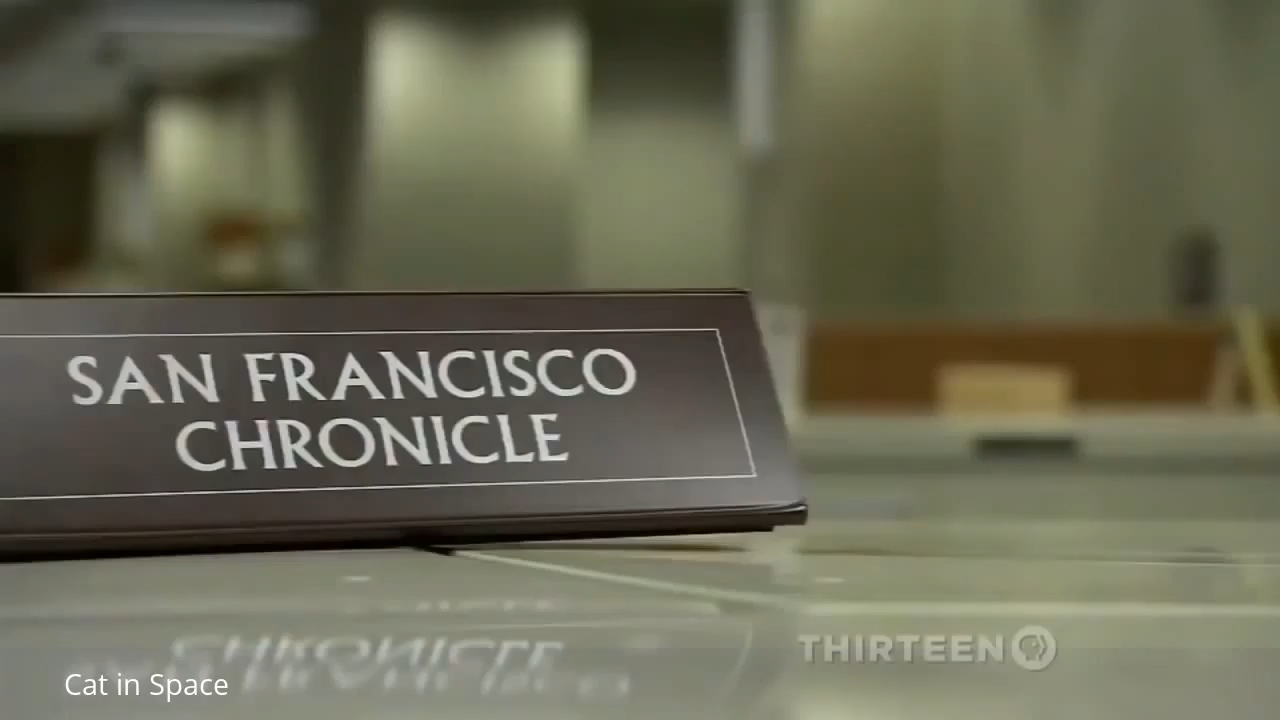 SAN FRANCISCO
CHRONICLE
THIRTEEN
Cat in Space